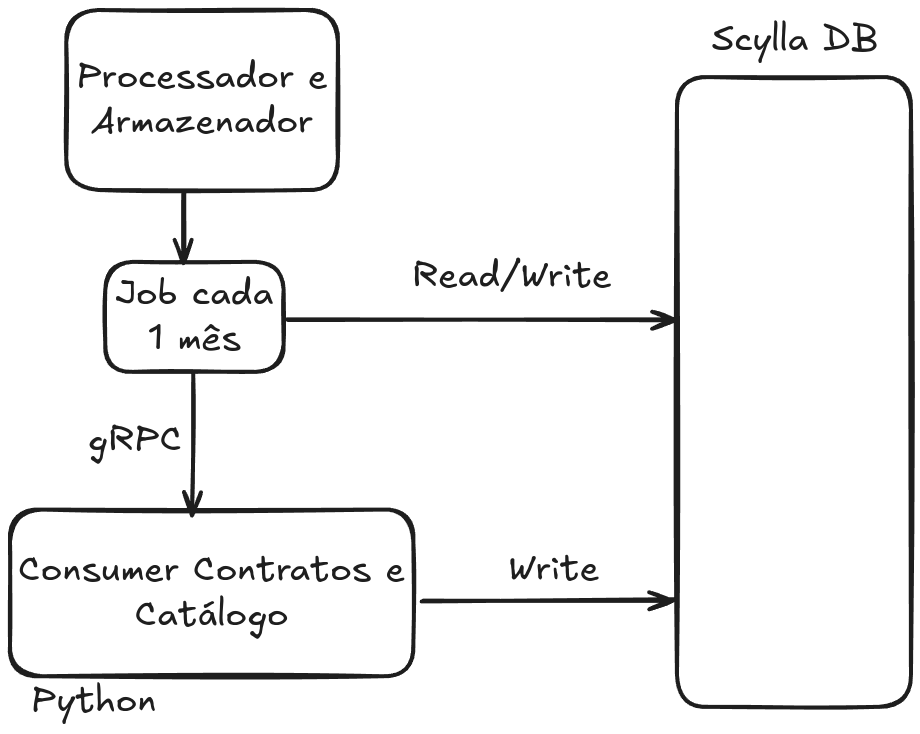 Scylla DB
Processador e
Armazenador
Job cada
1 mês
Read/Write
gRPC
Consumer Contratos e
Catálogo
Write
Python